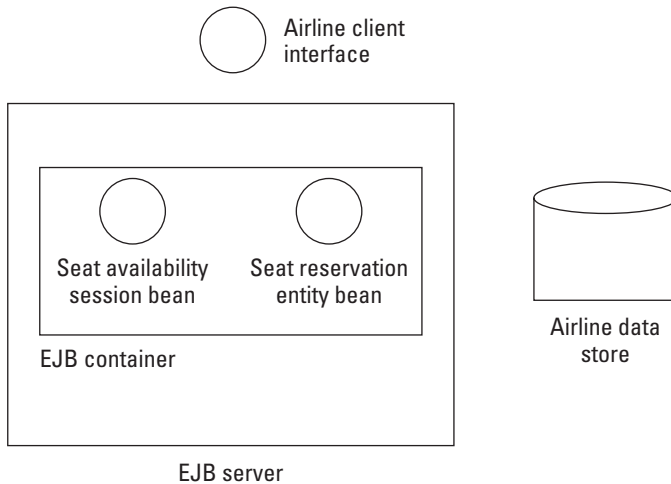 Airline client
interface
Seat availability
session bean
Seat reservation
entity bean
EJB container
Airline data
store
EJB server